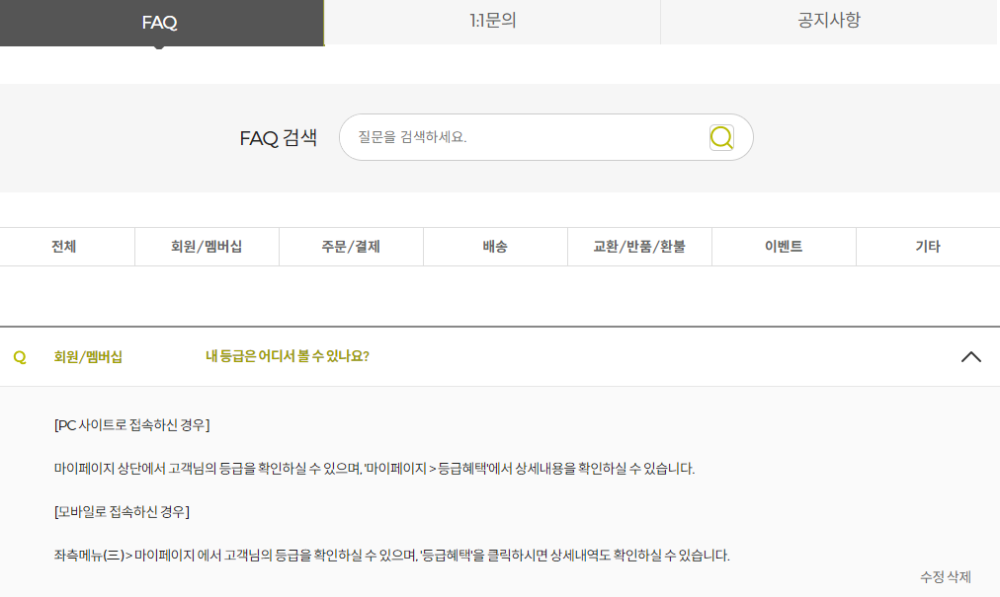 FAQ 1:1문의 공지사항
FAQ 검색 질문을 검색하세요.
전체 회원/멤버십 주문/결제 배송 교환/반품/환불 이벤트 기타
Q 회원/멤버십 내 등급은 어디서 볼 수 있나요?
[PC 사이트로 접속하신 경우]
마이페이지 상단에서 고객님의 등급을 확인하실 수 있으며, '마이페이지 > 등급혜택'에서 상세내용을 확인하실 수 있습니다.
[모바일로 접속하신 경우]
좌측메뉴(三) > 마이페이지 에서 고객님의 등급을 확인하실 수 있으며, '등급혜택'을 클릭하시면 상세내역도 확인하실 수 있습니다.
수정 삭제